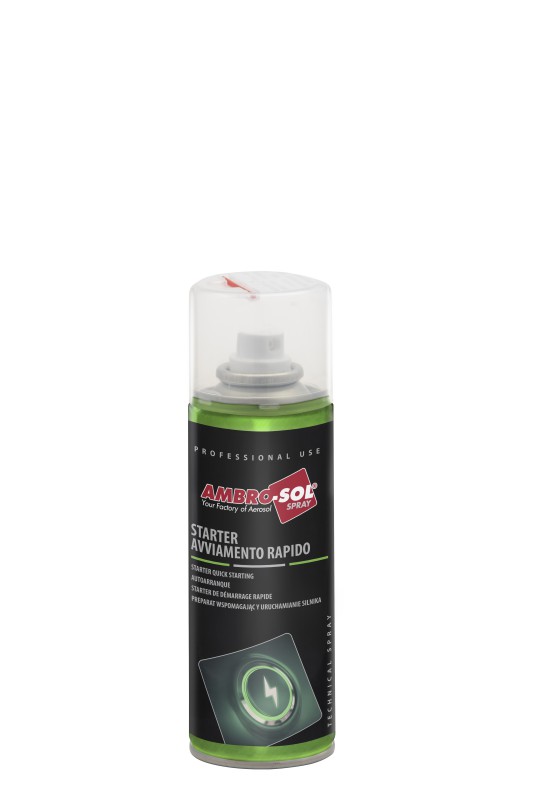 PROFESSIONAL USE
AMBRO-SOL®
SPRAY
Your Factory of Aerosol
STARTER
AVVIAMENTO RAPIDO
STARTER QUICK STARTING
AUTOARRANQUE
STARTER DE DÉMARRAGE RAPIDE
PREPARAT WSPOMAGAJĄC Y URUCHAMIANIE SILNIKA
TECHNICAL SPRAY